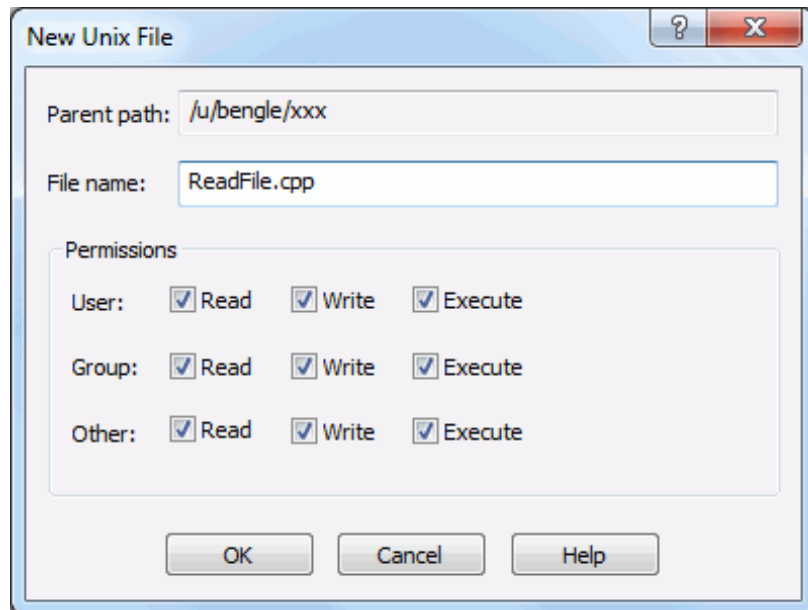 New Unix File
Parent path: /u/bengle/xxx
File name: ReadFile.cpp
Permissions
User: Read Write Execute
Group: Read Write Execute
Other: Read Write Execute
OK Cancel Help